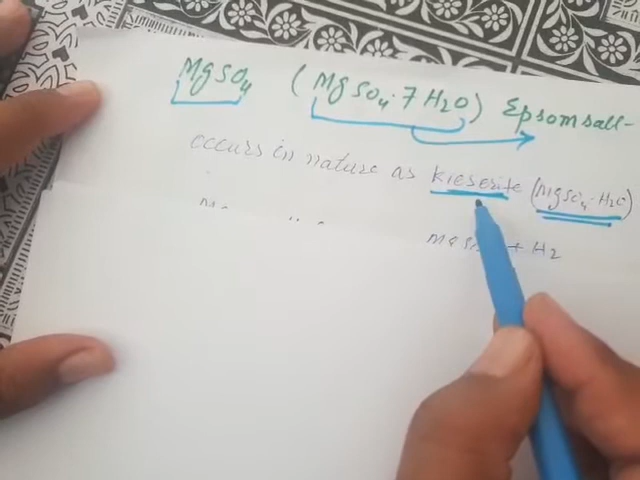 MgSO4 (MgSO4·7H2O) Epsom salt-
occurs in nature as kieserite (MgSO4·H2O)
+ H2